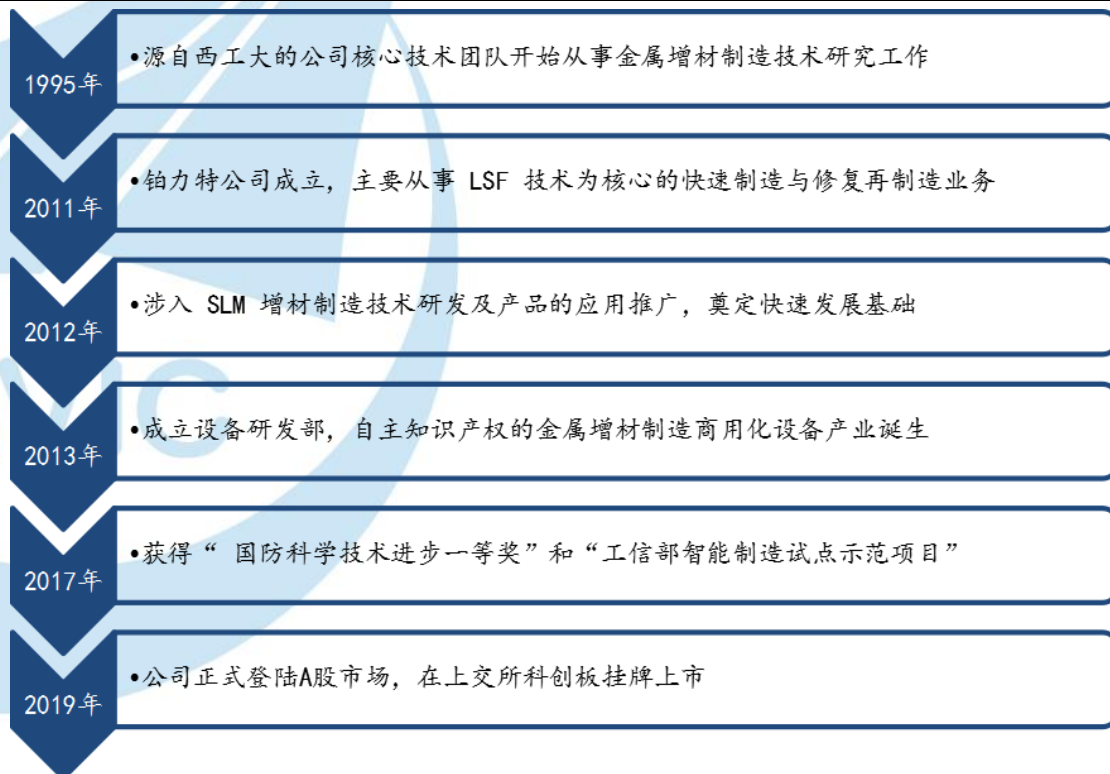 1995年
•源自西工大的公司核心技术团队开始从事金属增材制造技术研究工作
2011年
•铂力特公司成立，主要从事 LSF 技术为核心的快速制造与修复再制造业务
2012年
•涉入 SLM 增材制造技术研发及产品的应用推广，奠定快速发展基础
2013年
•成立设备研发部，自主知识产权的金属增材制造商用化设备产业诞生
2017年
•获得“ 国防科学技术进步一等奖”和“工信部智能制造试点示范项目”
2019年
•公司正式登陆A股市场，在上交所科创板挂牌上市